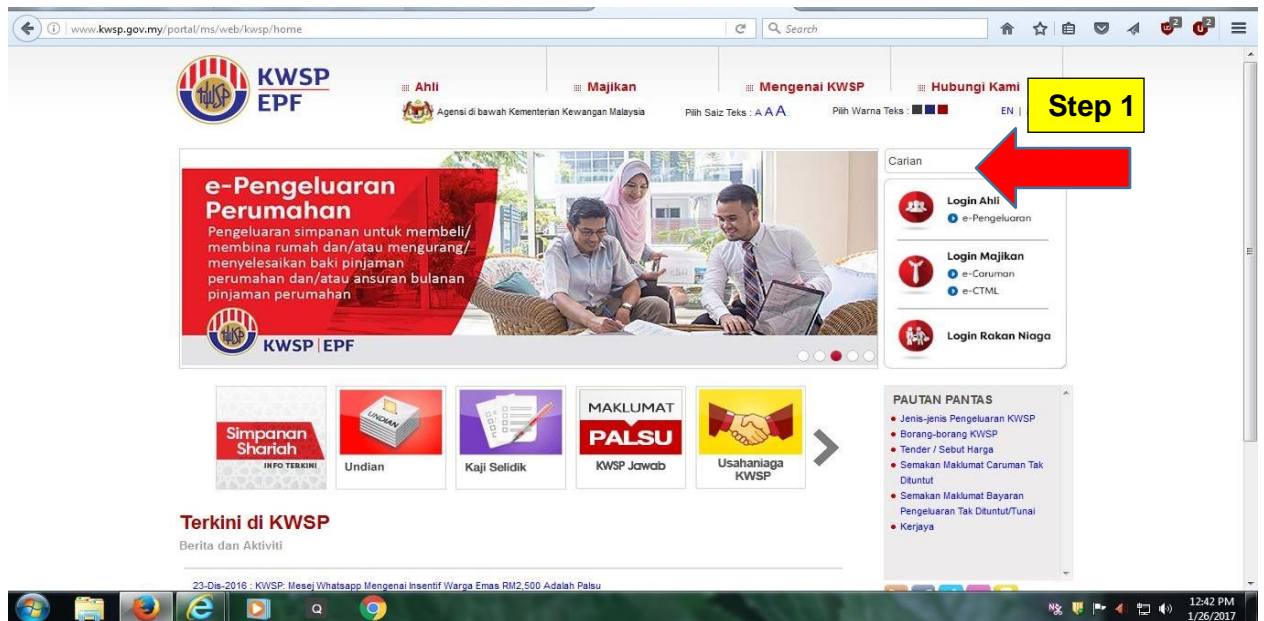 www.kwsp.gov.my/portal/ms/web/kwsp/home
Search
2
2
KWSP
EPF
Ahli
Majikan
Mengenai KWSP
Hubungi Kami
Agensi di bawah Kementerian Kewangan Malaysia
Pilih Saiz Teks : A A A
Pilih Warna Teks :
EN |
Step 1
Carian
e-Pengeluaran
Perumahan
Pengeluaran simpanan untuk membeli/
membina rumah dan/atau mengurang/
menyelesaikan baki pinjaman
perumahan dan/atau ansuran bulanan
pinjaman perumahan
KWSP | EPF
Login Ahli
e-Pengeluaran
Login Majikan
e-Caruman
e-CTML
Login Rakan Niaga
Simpanan
Shariah
INFO TERKINI
UNDIAN
Undian
Kaji Selidik
MAKLUMAT
PALSU
KWSP Jawab
Usahaniaga
KWSP
PAUTAN PANTAS
Jenis-jenis Pengeluaran KWSP
Borang-borang KWSP
Tender / Sebut Harga
Semakan Maklumat Caruman Tak
Dituntut
Semakan Maklumat Bayaran
Pengeluaran Tak Dituntut/Tunai
Kerjaya
Terkini di KWSP
Berita dan Aktiviti
23-Dis-2016 : KWSP: Mesej Whatsapp Mengenai Insentif Warga Emas RM2,500 Adalah Palsu
12:42 PM
1/26/2017